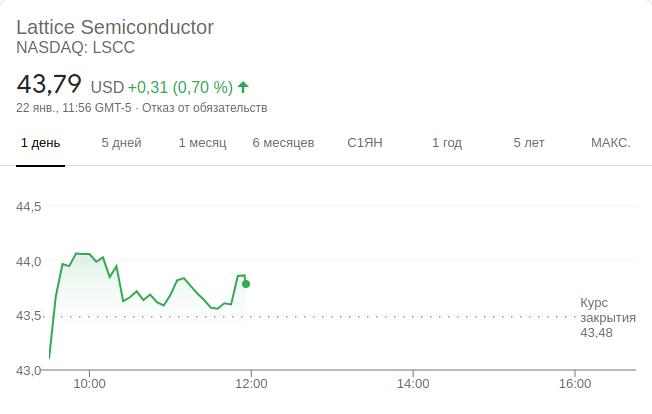 Lattice Semiconductor
NASDAQ: LSCC
43,79 USD +0,31 (0,70 %)
22 янв., 11:56 GMT-5 · Отказ от обязательств
1 день 5 дней 1 месяц 6 месяцев С1ЯН 1 год 5 лет МАКС.
44,5
44,0
43,5
43,0
Курс
закрытия
43,48
10:00 12:00 14:00 16:00